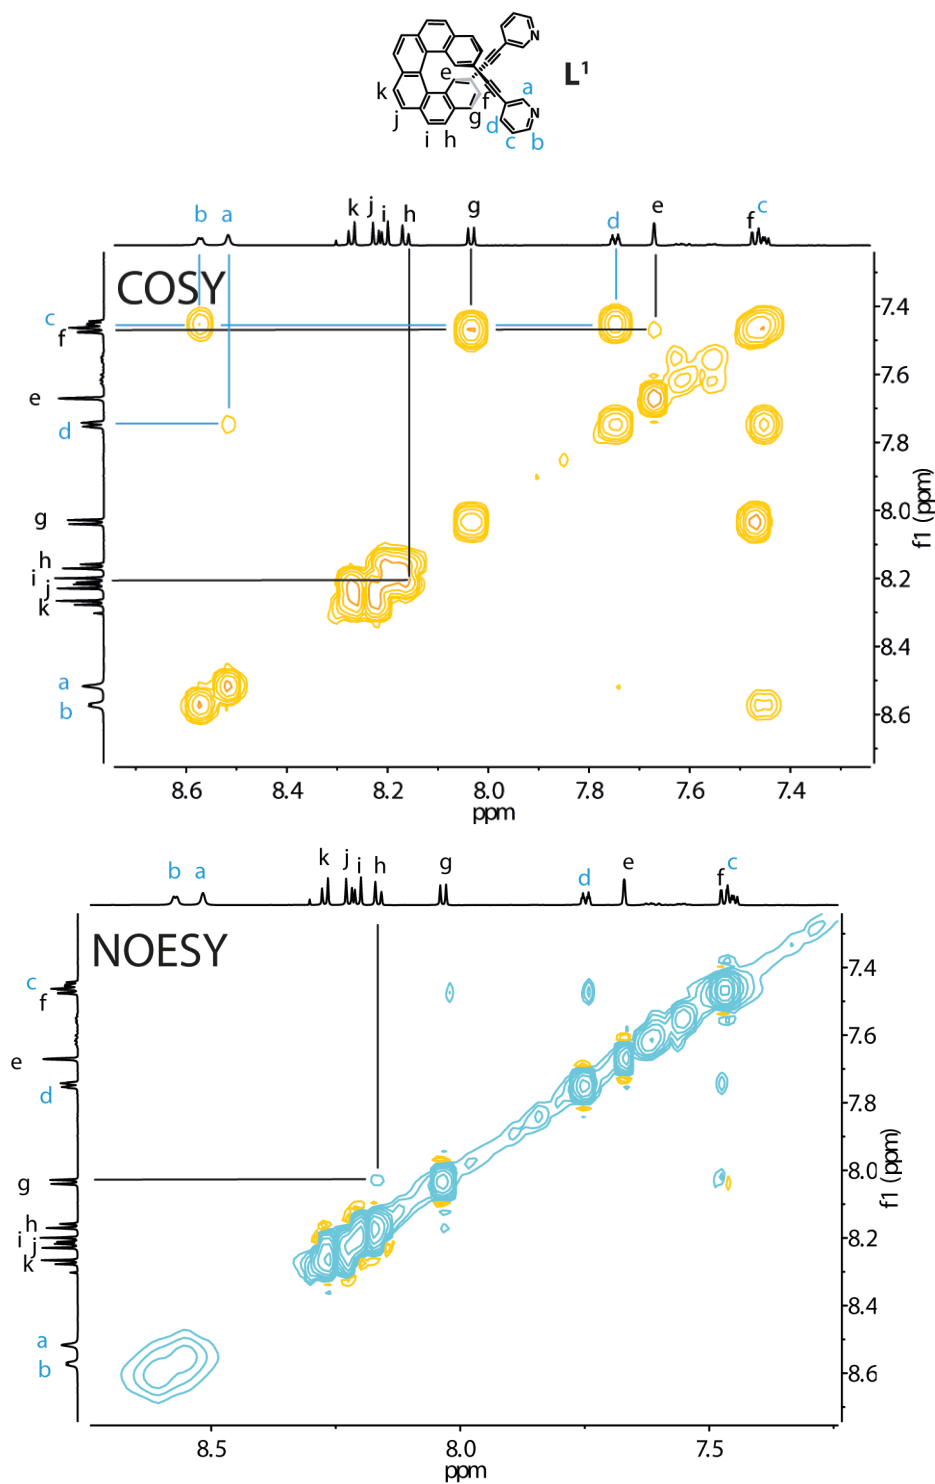 N
N
L¹
e
a
k
f
j
g
d
i
h
c
b
b
a
k
j
i
h
g
d
e
f
c
COSY
c
f
e
d
g
h
i
j
k
a
b
7.4
7.6
7.8
8.0
8.2
8.4
8.6
f1 (ppm)
8.6
8.4
8.2
8.0
7.8
7.6
7.4
ppm
b
a
k
j
i
h
g
d
e
f
c
NOESY
c
f
e
d
g
h
i
j
k
a
b
7.4
7.6
7.8
8.0
8.2
8.4
8.6
f1 (ppm)
8.5
8.0
7.5
ppm